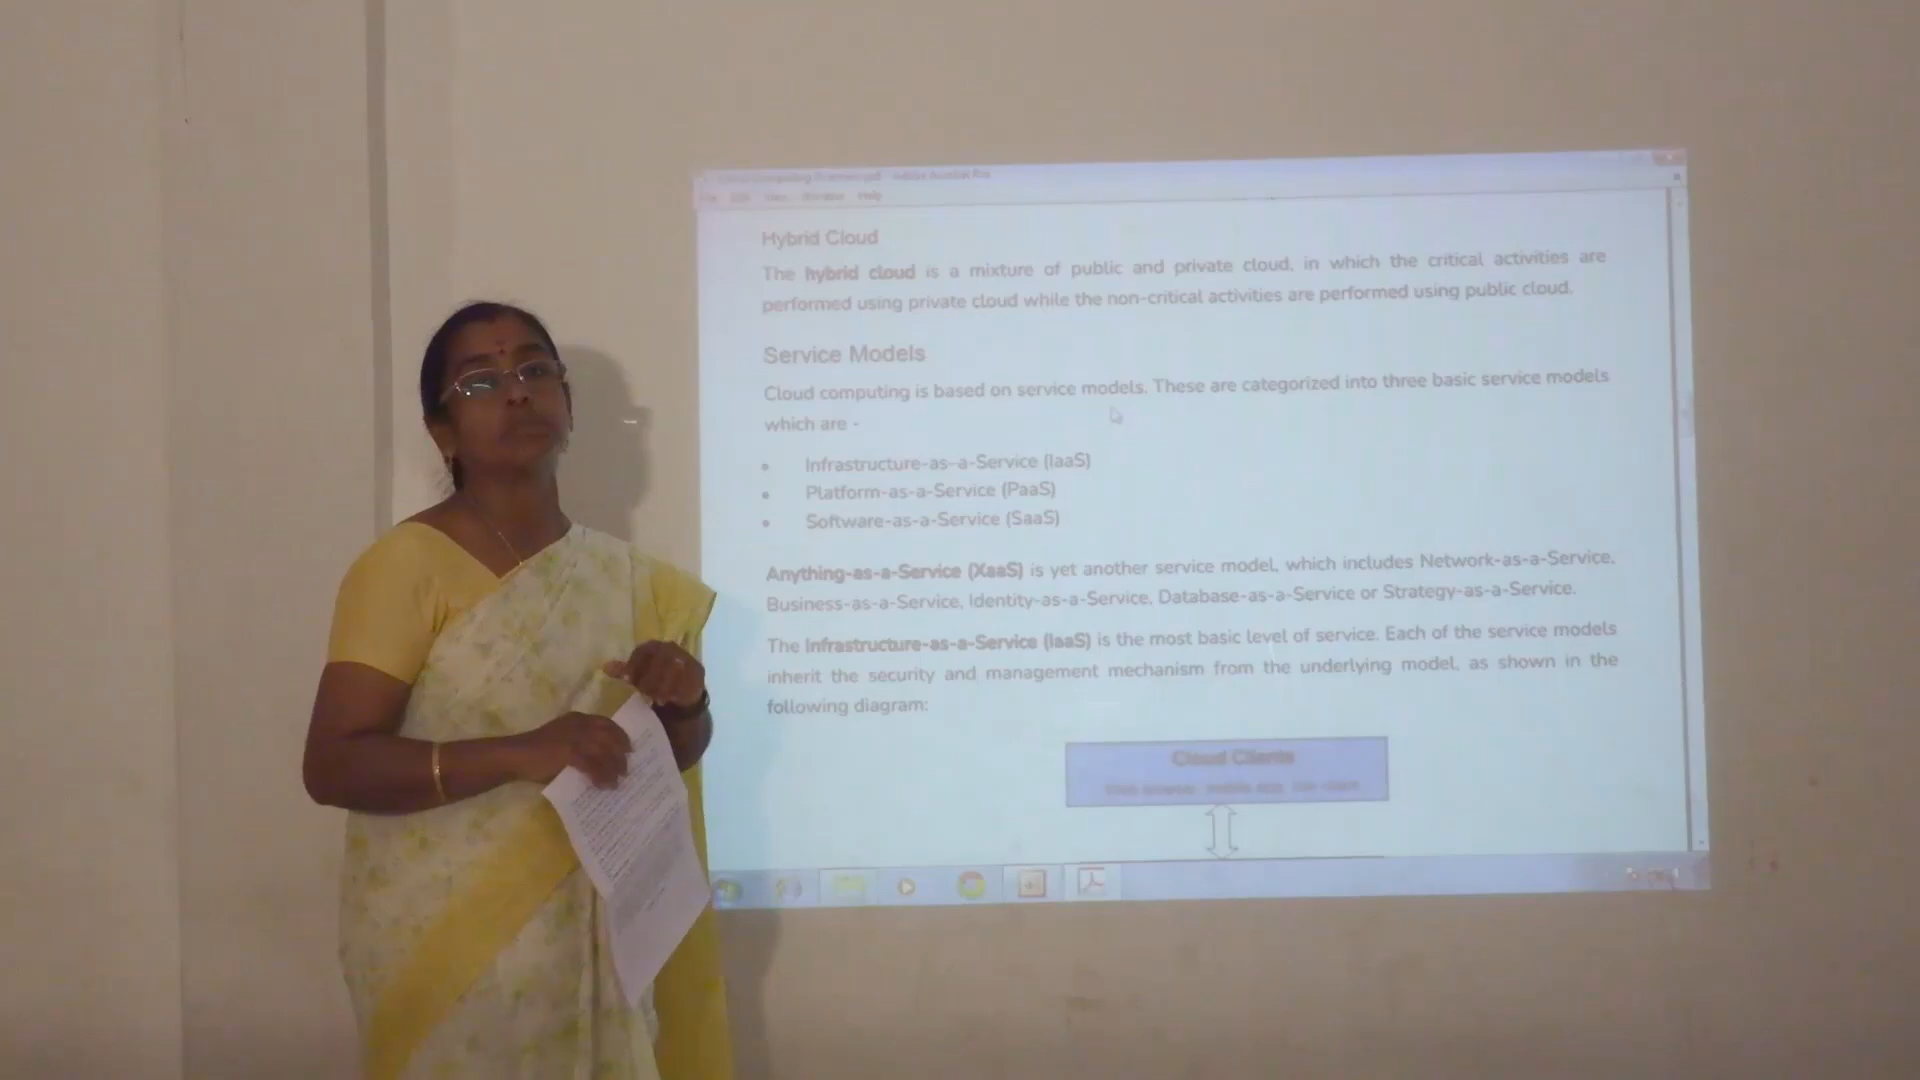 Help
Hybrid Cloud
The hybrid cloud is a mixture of public and private cloud, in which the critical activities are
performed using private cloud while the non-critical activities are performed using public cloud.
Service Models
Cloud computing is based on service models. These are categorized into three basic service models
which are -
• Infrastructure-as-a-Service (IaaS)
• Platform-as-a-Service (PaaS)
• Software-as-a-Service (SaaS)
Anything-as-a-Service (XaaS) is yet another service model, which includes Network-as-a-Service,
Business-as-a-Service, Identity-as-a-Service, Database-as-a-Service or Strategy-as-a-Service.
The Infrastructure-as-a-Service (IaaS) is the most basic level of service. Each of the service models
inherit the security and management mechanism from the underlying model, as shown in the
following diagram:
Cloud Clients